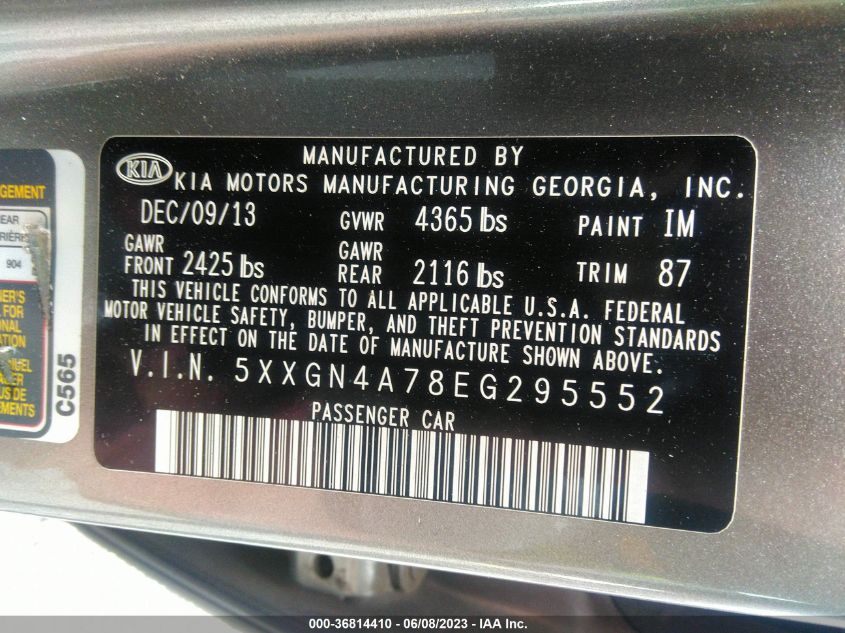 MANUFACTURED BY
KIA
KIA MOTORS MANUFACTURING GEORGIA, INC.
DEC/09/13 GVWR 4365 lbs PAINT IM
GAWR FRONT 2425 lbs GAWR REAR 2116 lbs TRIM 87
THIS VEHICLE CONFORMS TO ALL APPLICABLE U.S.A. FEDERAL
MOTOR VEHICLE SAFETY, BUMPER, AND THEFT PREVENTION STANDARDS
IN EFFECT ON THE DATE OF MANUFACTURE SHOWN ABOVE.
V.I.N. 5XXGN4A78EG295552
PASSENGER CAR
904
C565
000-36814410 - 06/08/2023 - IAA Inc.